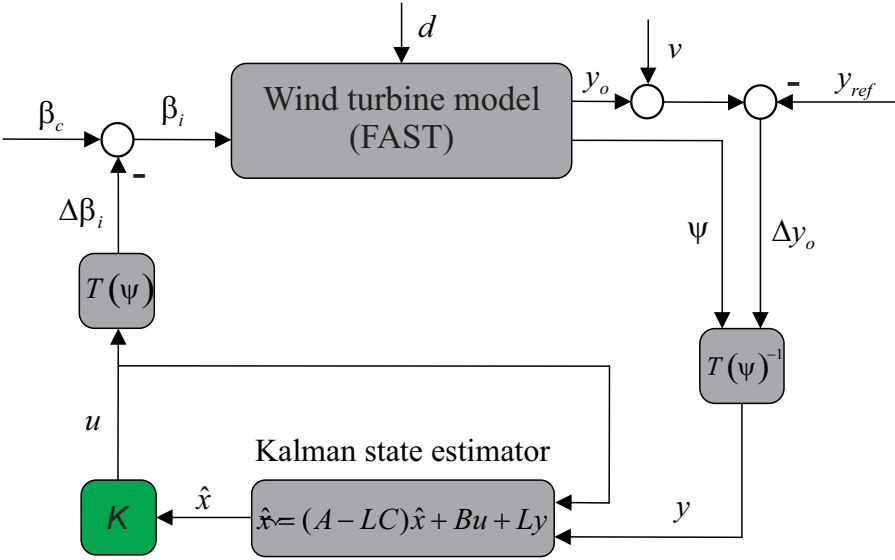 d
v
y_o
-
y_ref
β_c
β_i
Wind turbine model
(FAST)
-
Δβ_i
ψ
Δy_o
T(ψ)
T(ψ)^-1
u
Kalman state estimator
K
x̂
x̂ = (A − LC)x̂ + Bu + Ly
y